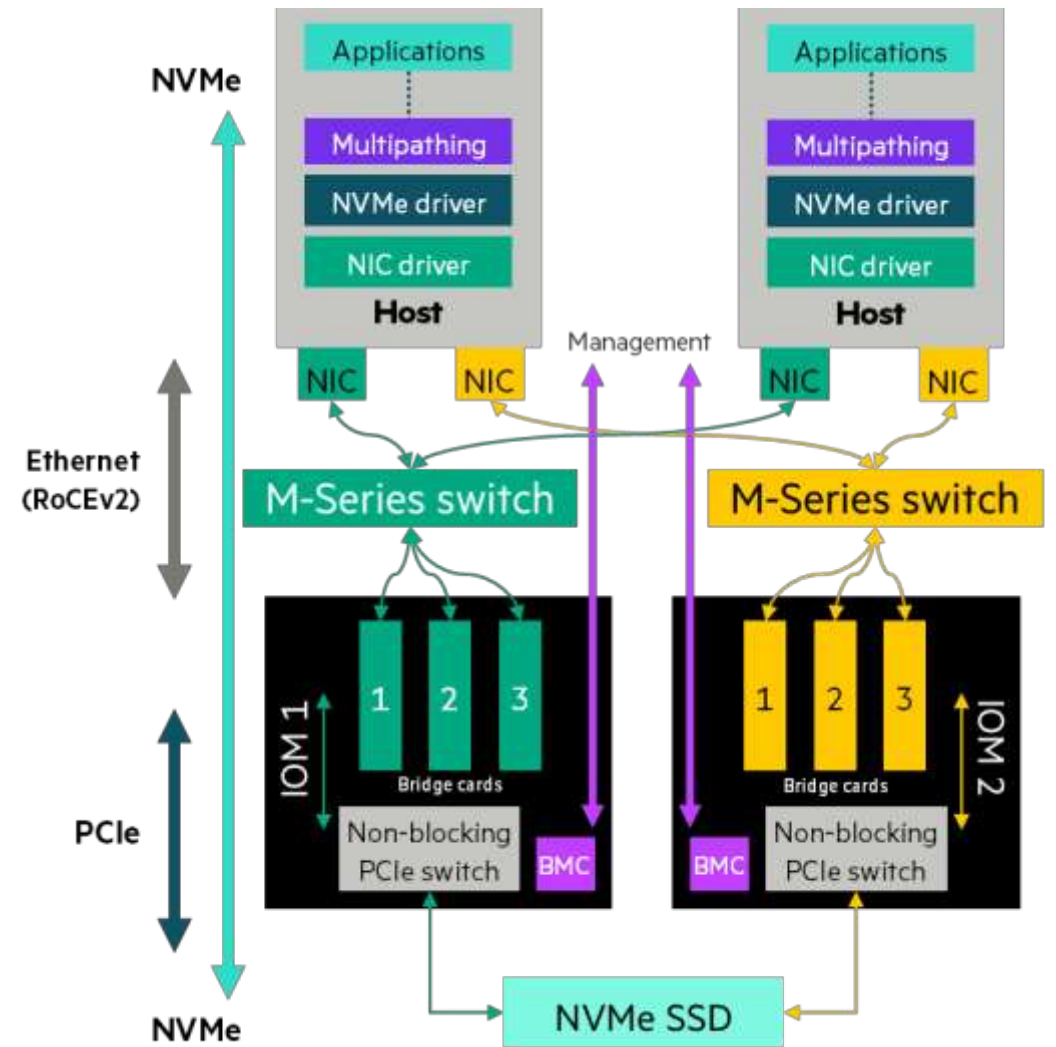 NVMe
Applications
Multipathing
NVMe driver
NIC driver
Host
Applications
Multipathing
NVMe driver
NIC driver
Host
Management
NIC
NIC
NIC
NIC
Ethernet
(RoCEv2)
M-Series switch
M-Series switch
IOM 1
1
2
3
Bridge cards
Non-blocking
PCIe switch
BMC
1
2
3
IOM 2
Bridge cards
BMC
Non-blocking
PCIe switch
PCIe
NVMe SSD
NVMe